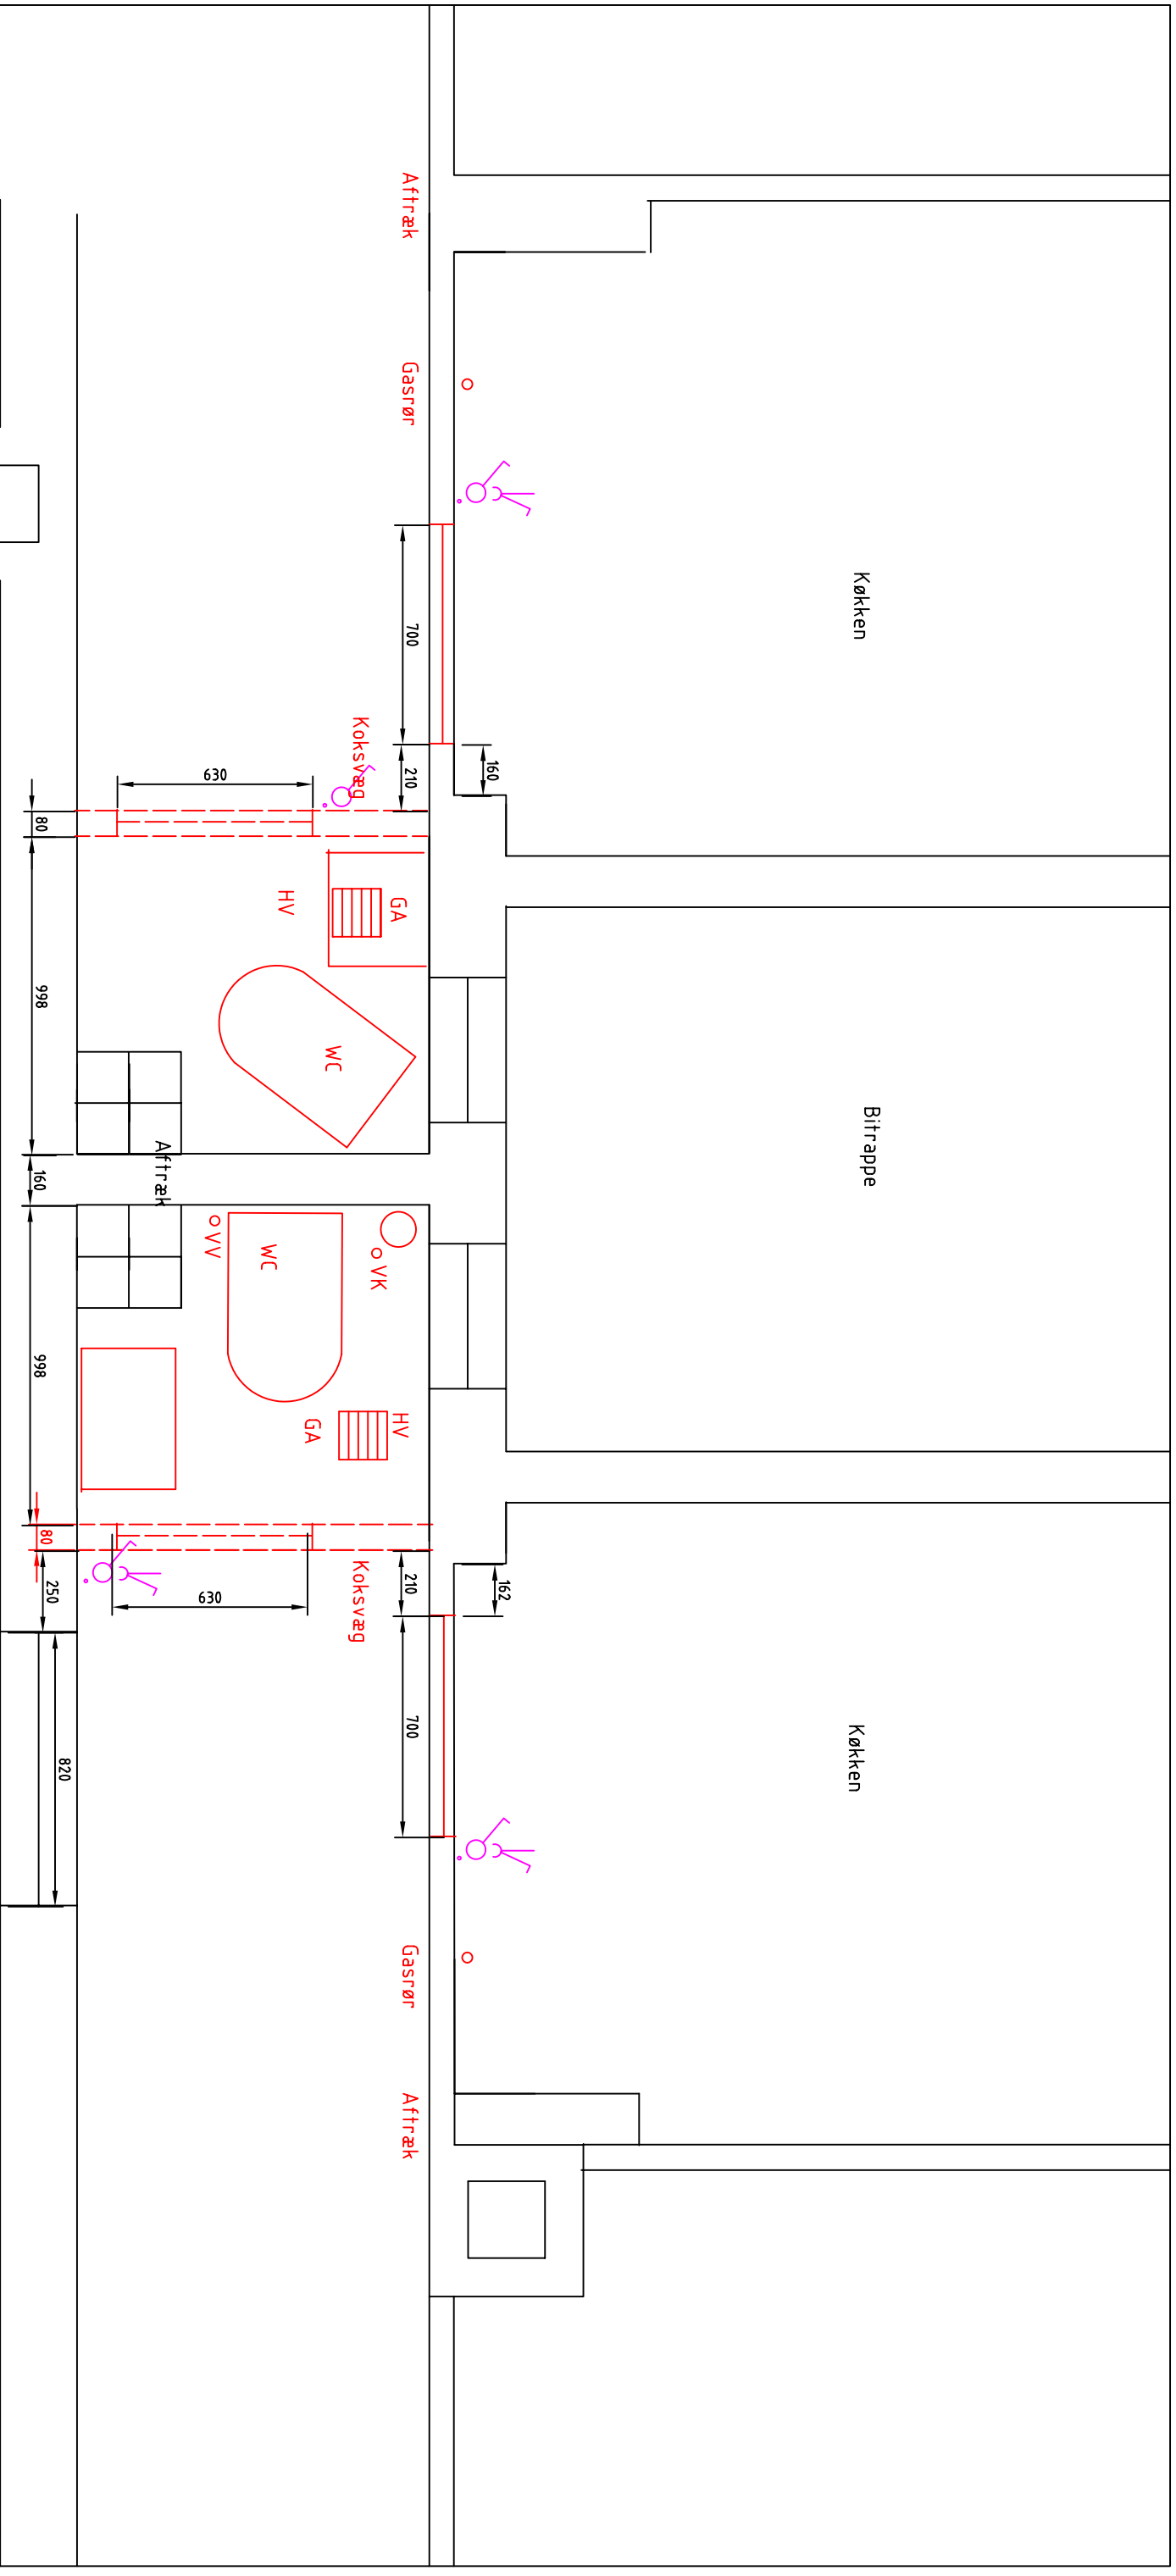 Aftræk
Gasrør
Køkken
700
Koksvæg
210
160
630
80
HV
GA
998
WC
Bitrappe
Aftræk
160
VV
WC
VK
998
GA
HV
80
250
630
Koksvæg
210
162
700
820
Køkken
Gasrør
Aftræk